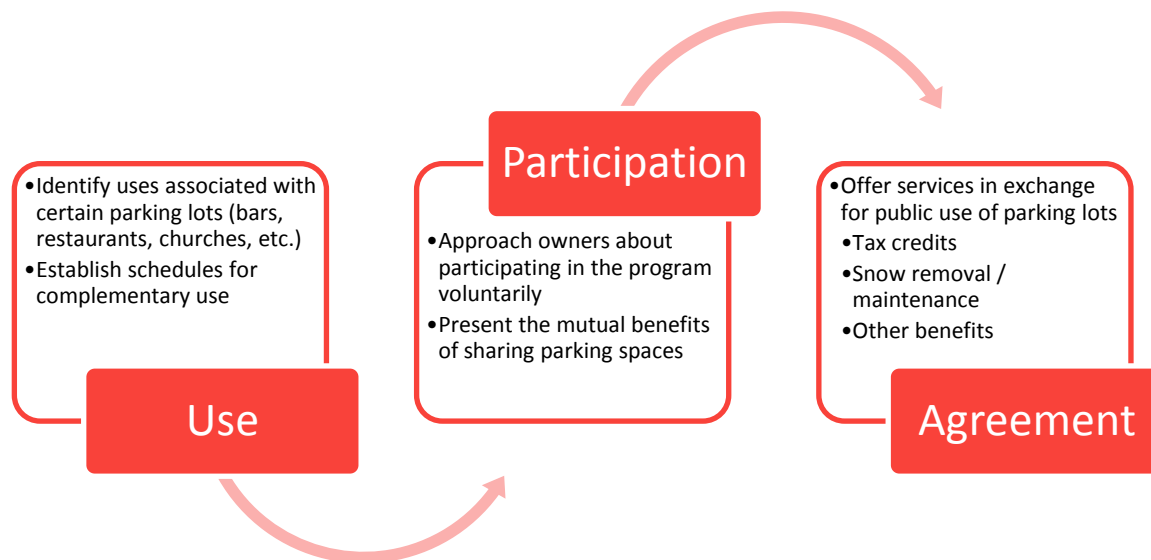 •Identify uses associated with
certain parking lots (bars,
restaurants, churches, etc.)
•Establish schedules for
complementary use
Use
Participation
•Approach owners about
participating in the program
voluntarily
•Present the mutual benefits
of sharing parking spaces
•Offer services in exchange
for public use of parking lots
•Tax credits
•Snow removal /
maintenance
•Other benefits
Agreement